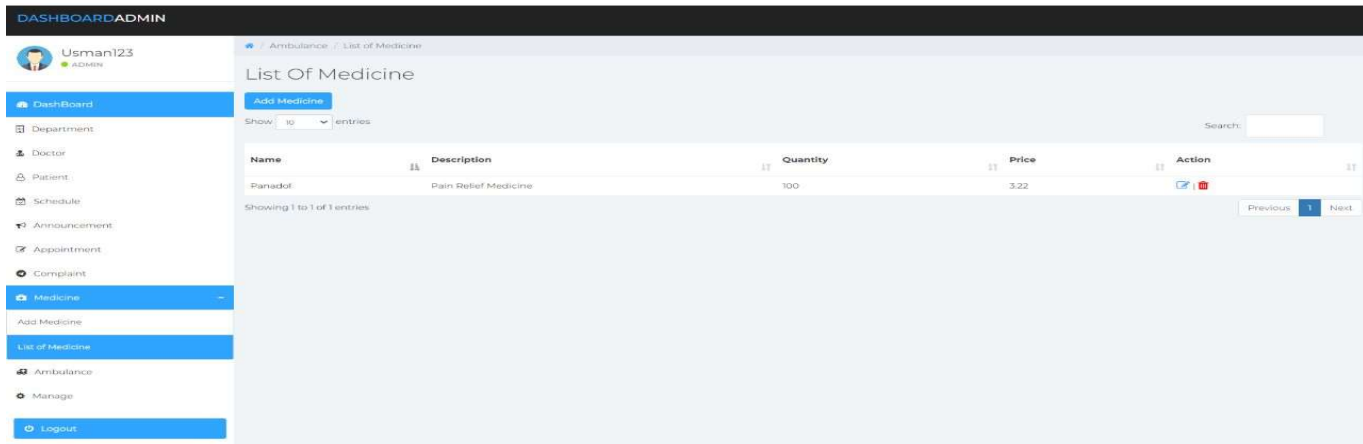 DASHBOARDADMIN
Usman123
ADMIN
DashBoard
Department
Doctor
Patient
Schedule
Announcement
Appointment
Complaint
Medicine
Add Medicine
List of Medicine
Ambulance
Manage
Logout
/ Ambulance / List of Medicine
List Of Medicine
Add Medicine
Show 10 entries
Search:
Name Description Quantity Price Action
Panadol Pain Relief Medicine 100 3.22 |
Showing 1 to 1 of 1 entries
Previous 1 Next